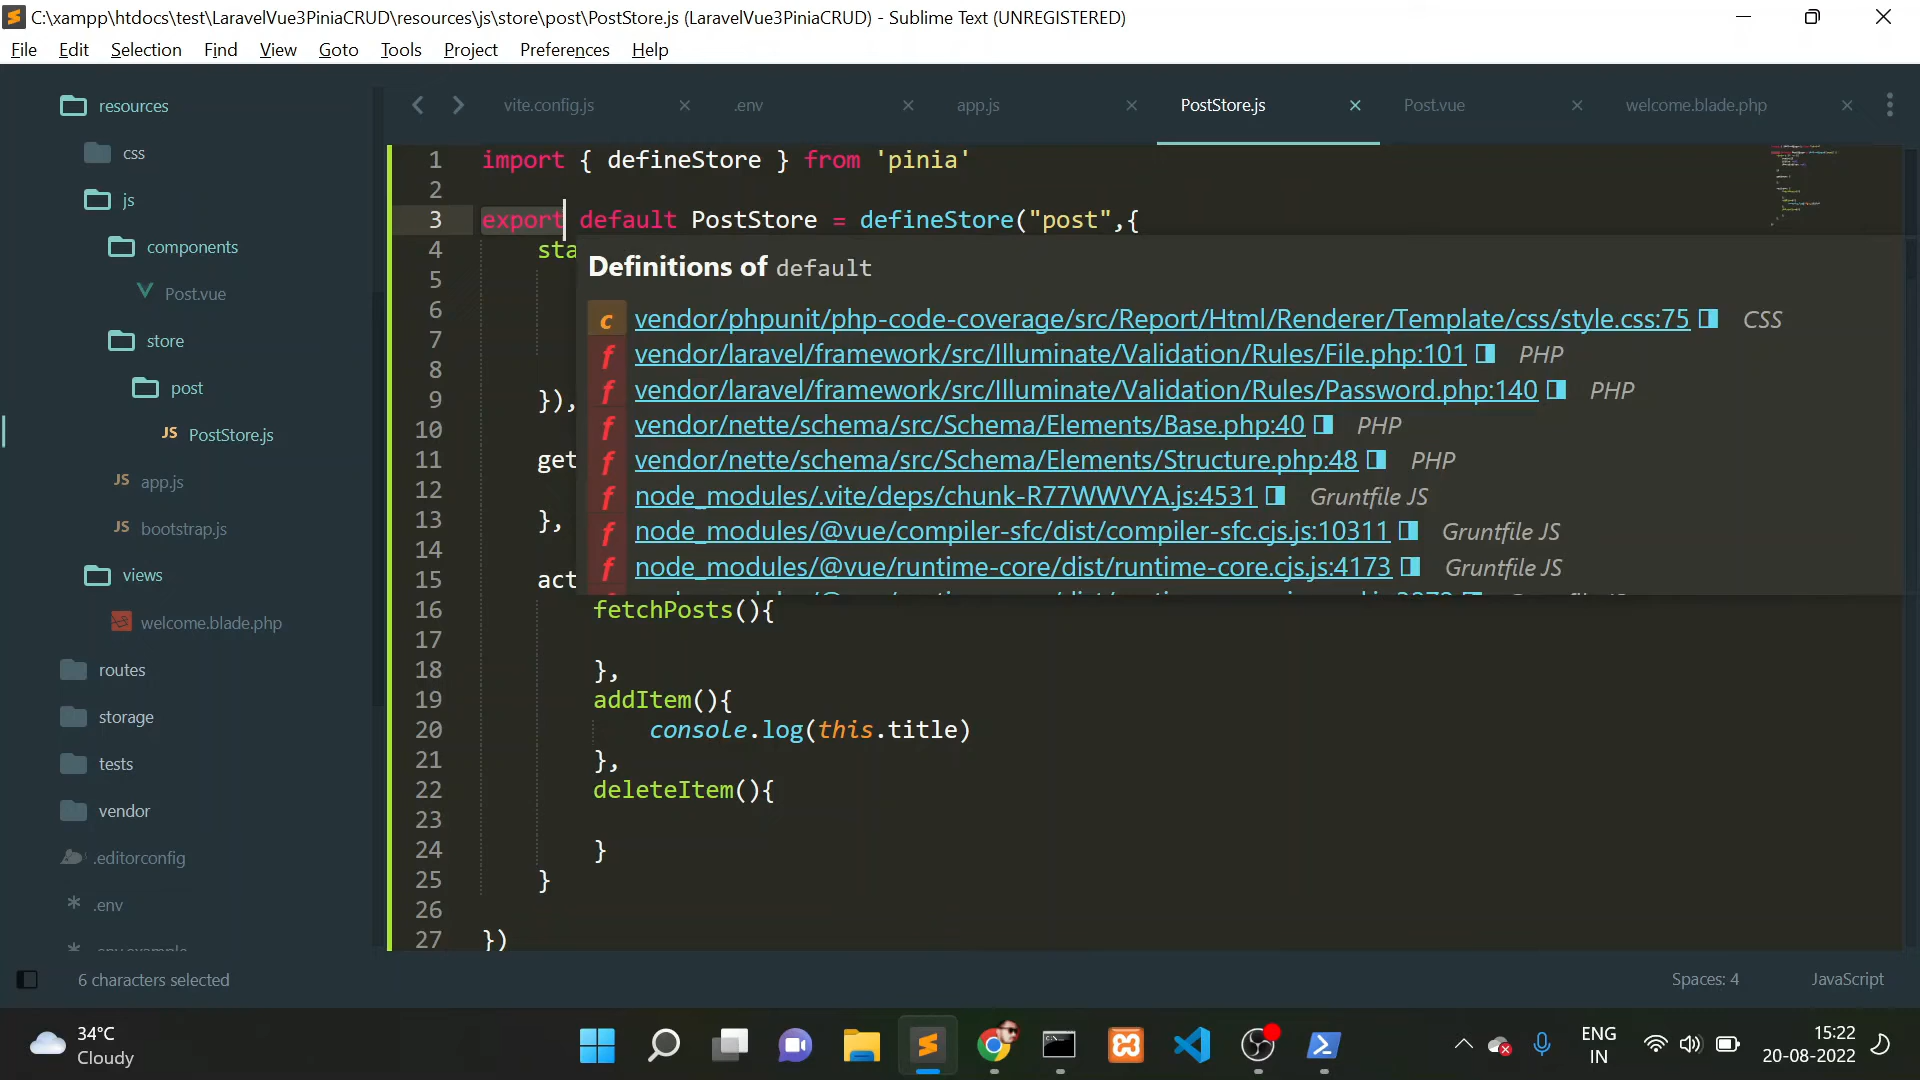 C:\xampp\htdocs\test\LaravelVue3PiniaCRUD\resources\js\store\post\PostStore.js (LaravelVue3PiniaCRUD) - Sublime Text (UNREGISTERED)
File Edit Selection Find View Goto Tools Project Preferences Help
resources
css
js
components
Post.vue
store
post
JS PostStore.js
JS app.js
JS bootstrap.js
views
welcome.blade.php
routes
storage
tests
vendor
.editorconfig
* .env
* .env.example
vite.config.js × .env × app.js × PostStore.js × Post.vue × welcome.blade.php ×
1 import { defineStore } from 'pinia'
2
3 export default PostStore = defineStore("post",{
4 sta
5
6
7
8
9 }),
10
11 get
12
13 },
14
15 act
16 fetchPosts(){
17
18 },
19 addItem(){
20 console.log(this.title)
21 },
22 deleteItem(){
23
24 }
25 }
26
27 })
Definitions of default
c vendor/phpunit/php-code-coverage/src/Report/Html/Renderer/Template/css/style.css:75 CSS
f vendor/laravel/framework/src/Illuminate/Validation/Rules/File.php:101 PHP
f vendor/laravel/framework/src/Illuminate/Validation/Rules/Password.php:140 PHP
f vendor/nette/schema/src/Schema/Elements/Base.php:40 PHP
f vendor/nette/schema/src/Schema/Elements/Structure.php:48 PHP
f node_modules/.vite/deps/chunk-R77WWVYA.js:4531 Gruntfile JS
f node_modules/@vue/compiler-sfc/dist/compiler-sfc.cjs.js:10311 Gruntfile JS
f node_modules/@vue/runtime-core/dist/runtime-core.cjs.js:4173 Gruntfile JS
6 characters selected
Spaces: 4 JavaScript
34°C
Cloudy
ENG
IN
15:22
20-08-2022